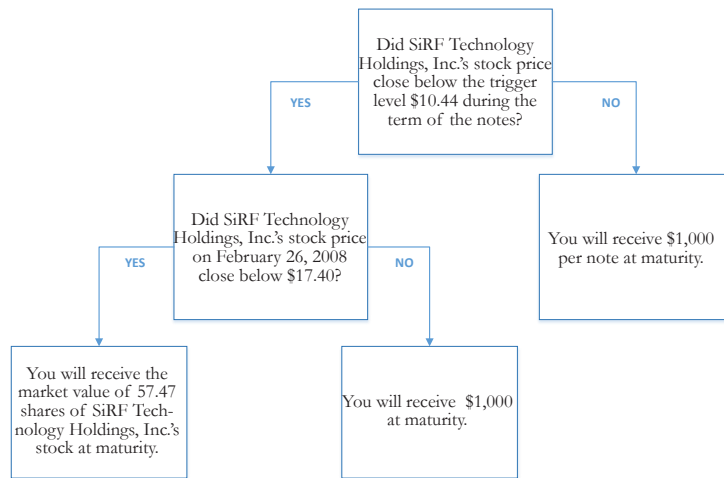 Did SiRF Technology
Holdings, Inc.'s stock price
close below the trigger
level $10.44 during the
term of the notes?
YES
NO
Did SiRF Technology
Holdings, Inc.'s stock price
on February 26, 2008
close below $17.40?
You will receive $1,000
per note at maturity.
YES
NO
You will receive the
market value of 57.47
shares of SiRF Tech-
nology Holdings, Inc.'s
stock at maturity.
You will receive $1,000
at maturity.